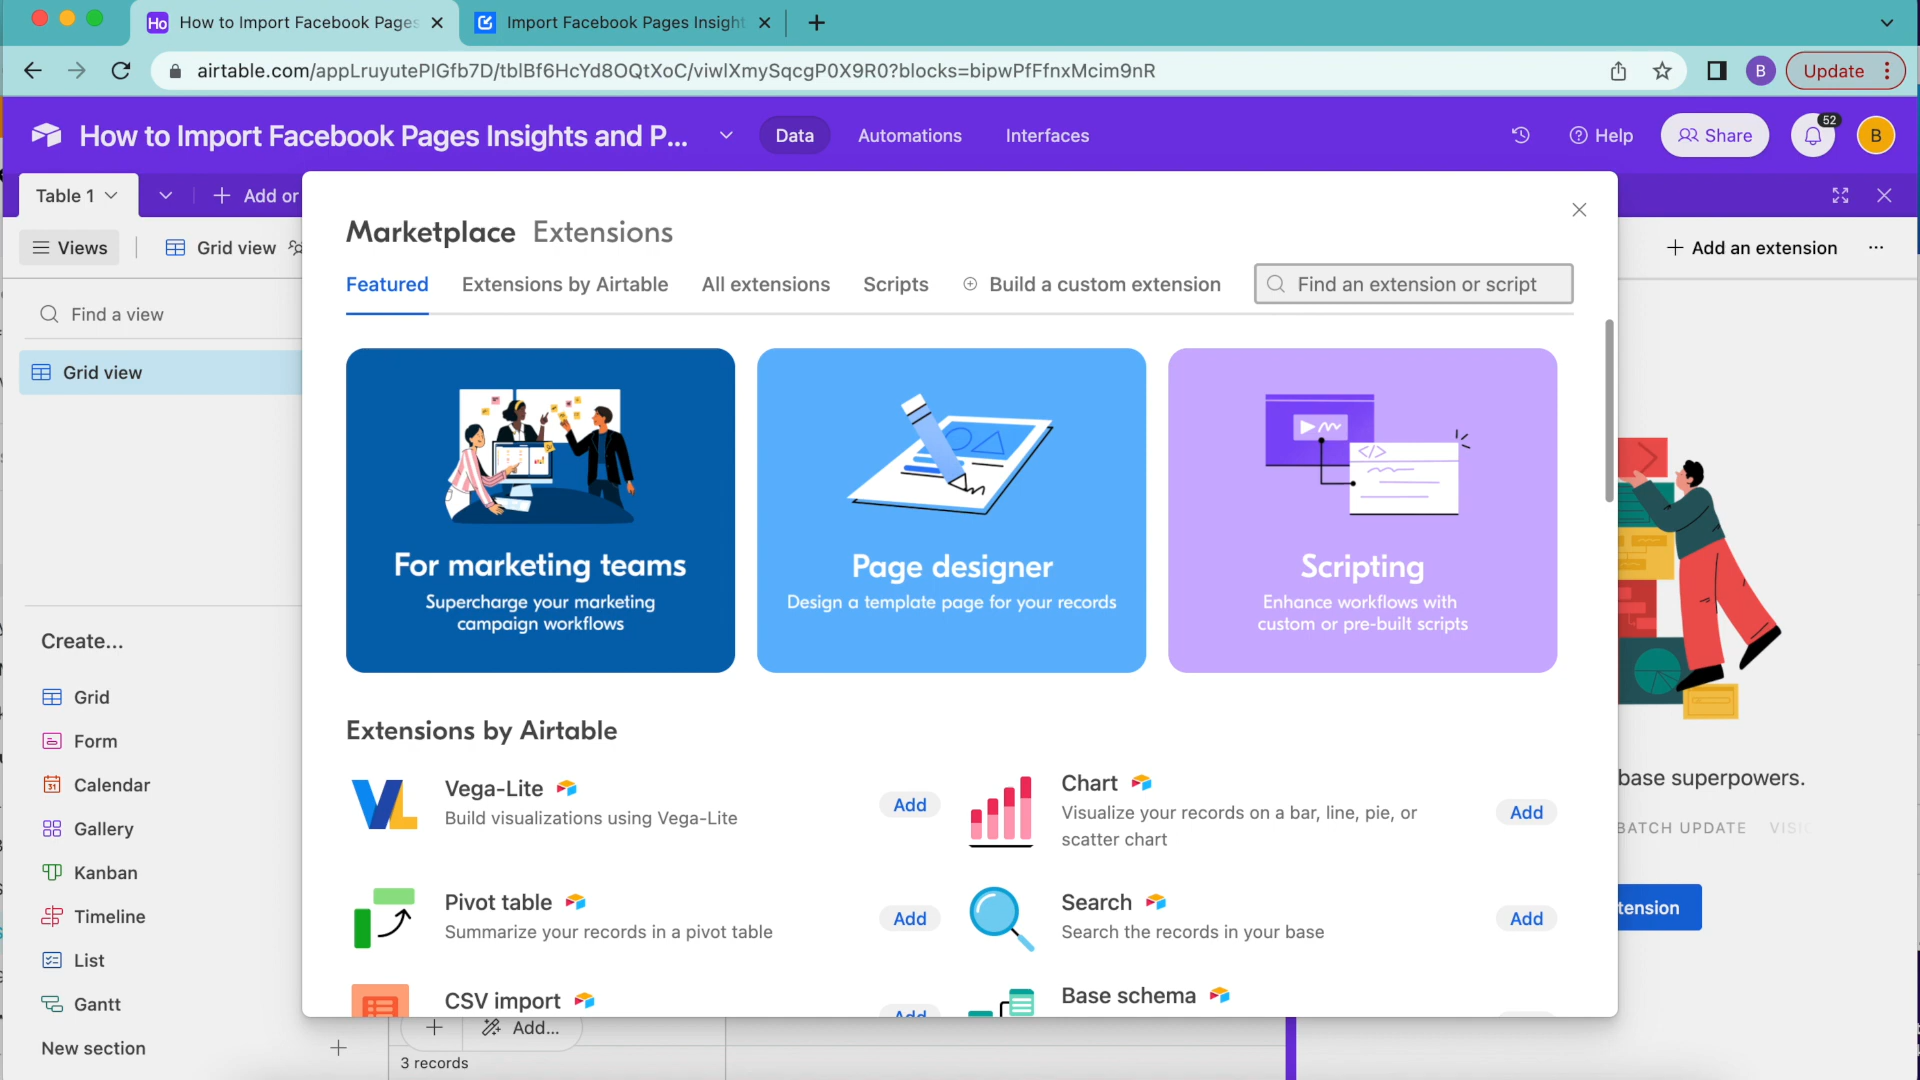 Ho How to Import Facebook Pages
Import Facebook Pages Insight
airtable.com/appLruyutePIGfb7D/tblBf6HcYd8OQtXoC/viwlXmySqcgP0X9R0?blocks=bipwPfFfnxMcim9nR
B
Update
How to Import Facebook Pages Insights and P...
Data
Automations
Interfaces
Help
Share
52
B
Table 1
Add or
Views
Grid view
Add an extension
Find a view
Grid view
Create...
Grid
Form
31
Calendar
Gallery
Kanban
Timeline
List
Gantt
New section
Marketplace Extensions
Featured
Extensions by Airtable
All extensions
Scripts
Build a custom extension
Find an extension or script
For marketing teams
Supercharge your marketing
campaign workflows
Page designer
Design a template page for your records
</>
Scripting
Enhance workflows with
custom or pre-built scripts
Extensions by Airtable
VL
Vega-Lite
Build visualizations using Vega-Lite
Add
Chart
Visualize your records on a bar, line, pie, or
scatter chart
Add
Pivot table
Summarize your records in a pivot table
Add
Search
Search the records in your base
Add
CSV import
Add
Base schema
base superpowers.
BATCH UPDATE
VISI
tension
Add...
3 records